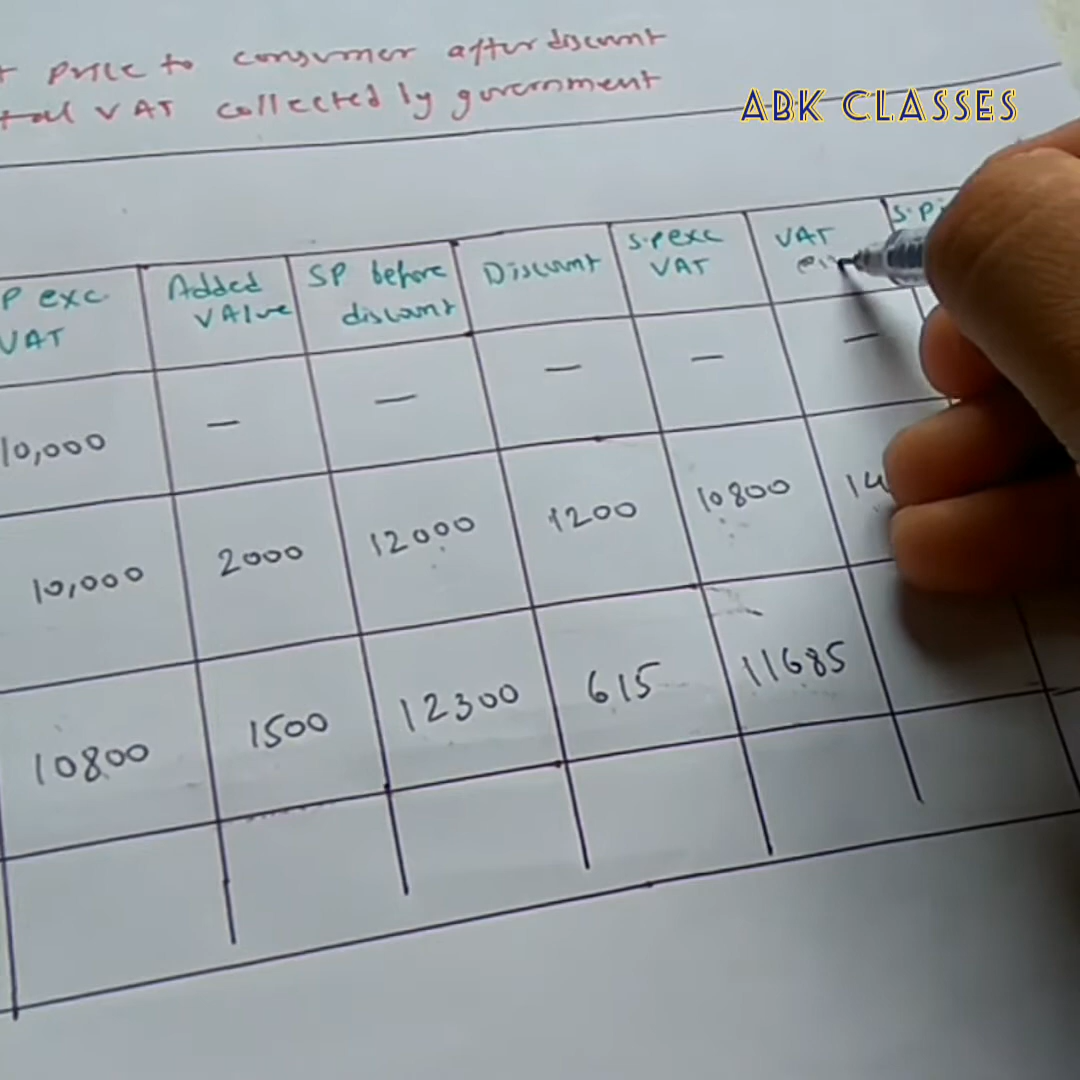 price to consumer after discount
VAT collected by government
ABK CLASSES
P exc. VAT
Added VAlue
SP before discount
Discount
S.P exc VAT
VAT
S.P
10,000 — — — — —
10,000 2000 12000 1200 10800 14
10800 1500 12300 615 11685